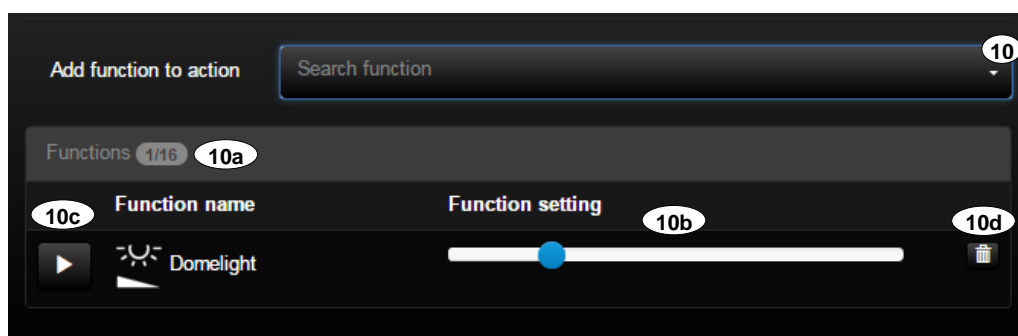 Add function to action Search function 10
Functions 1/16 10a
10c Function name Function setting 10b 10d
Domelight